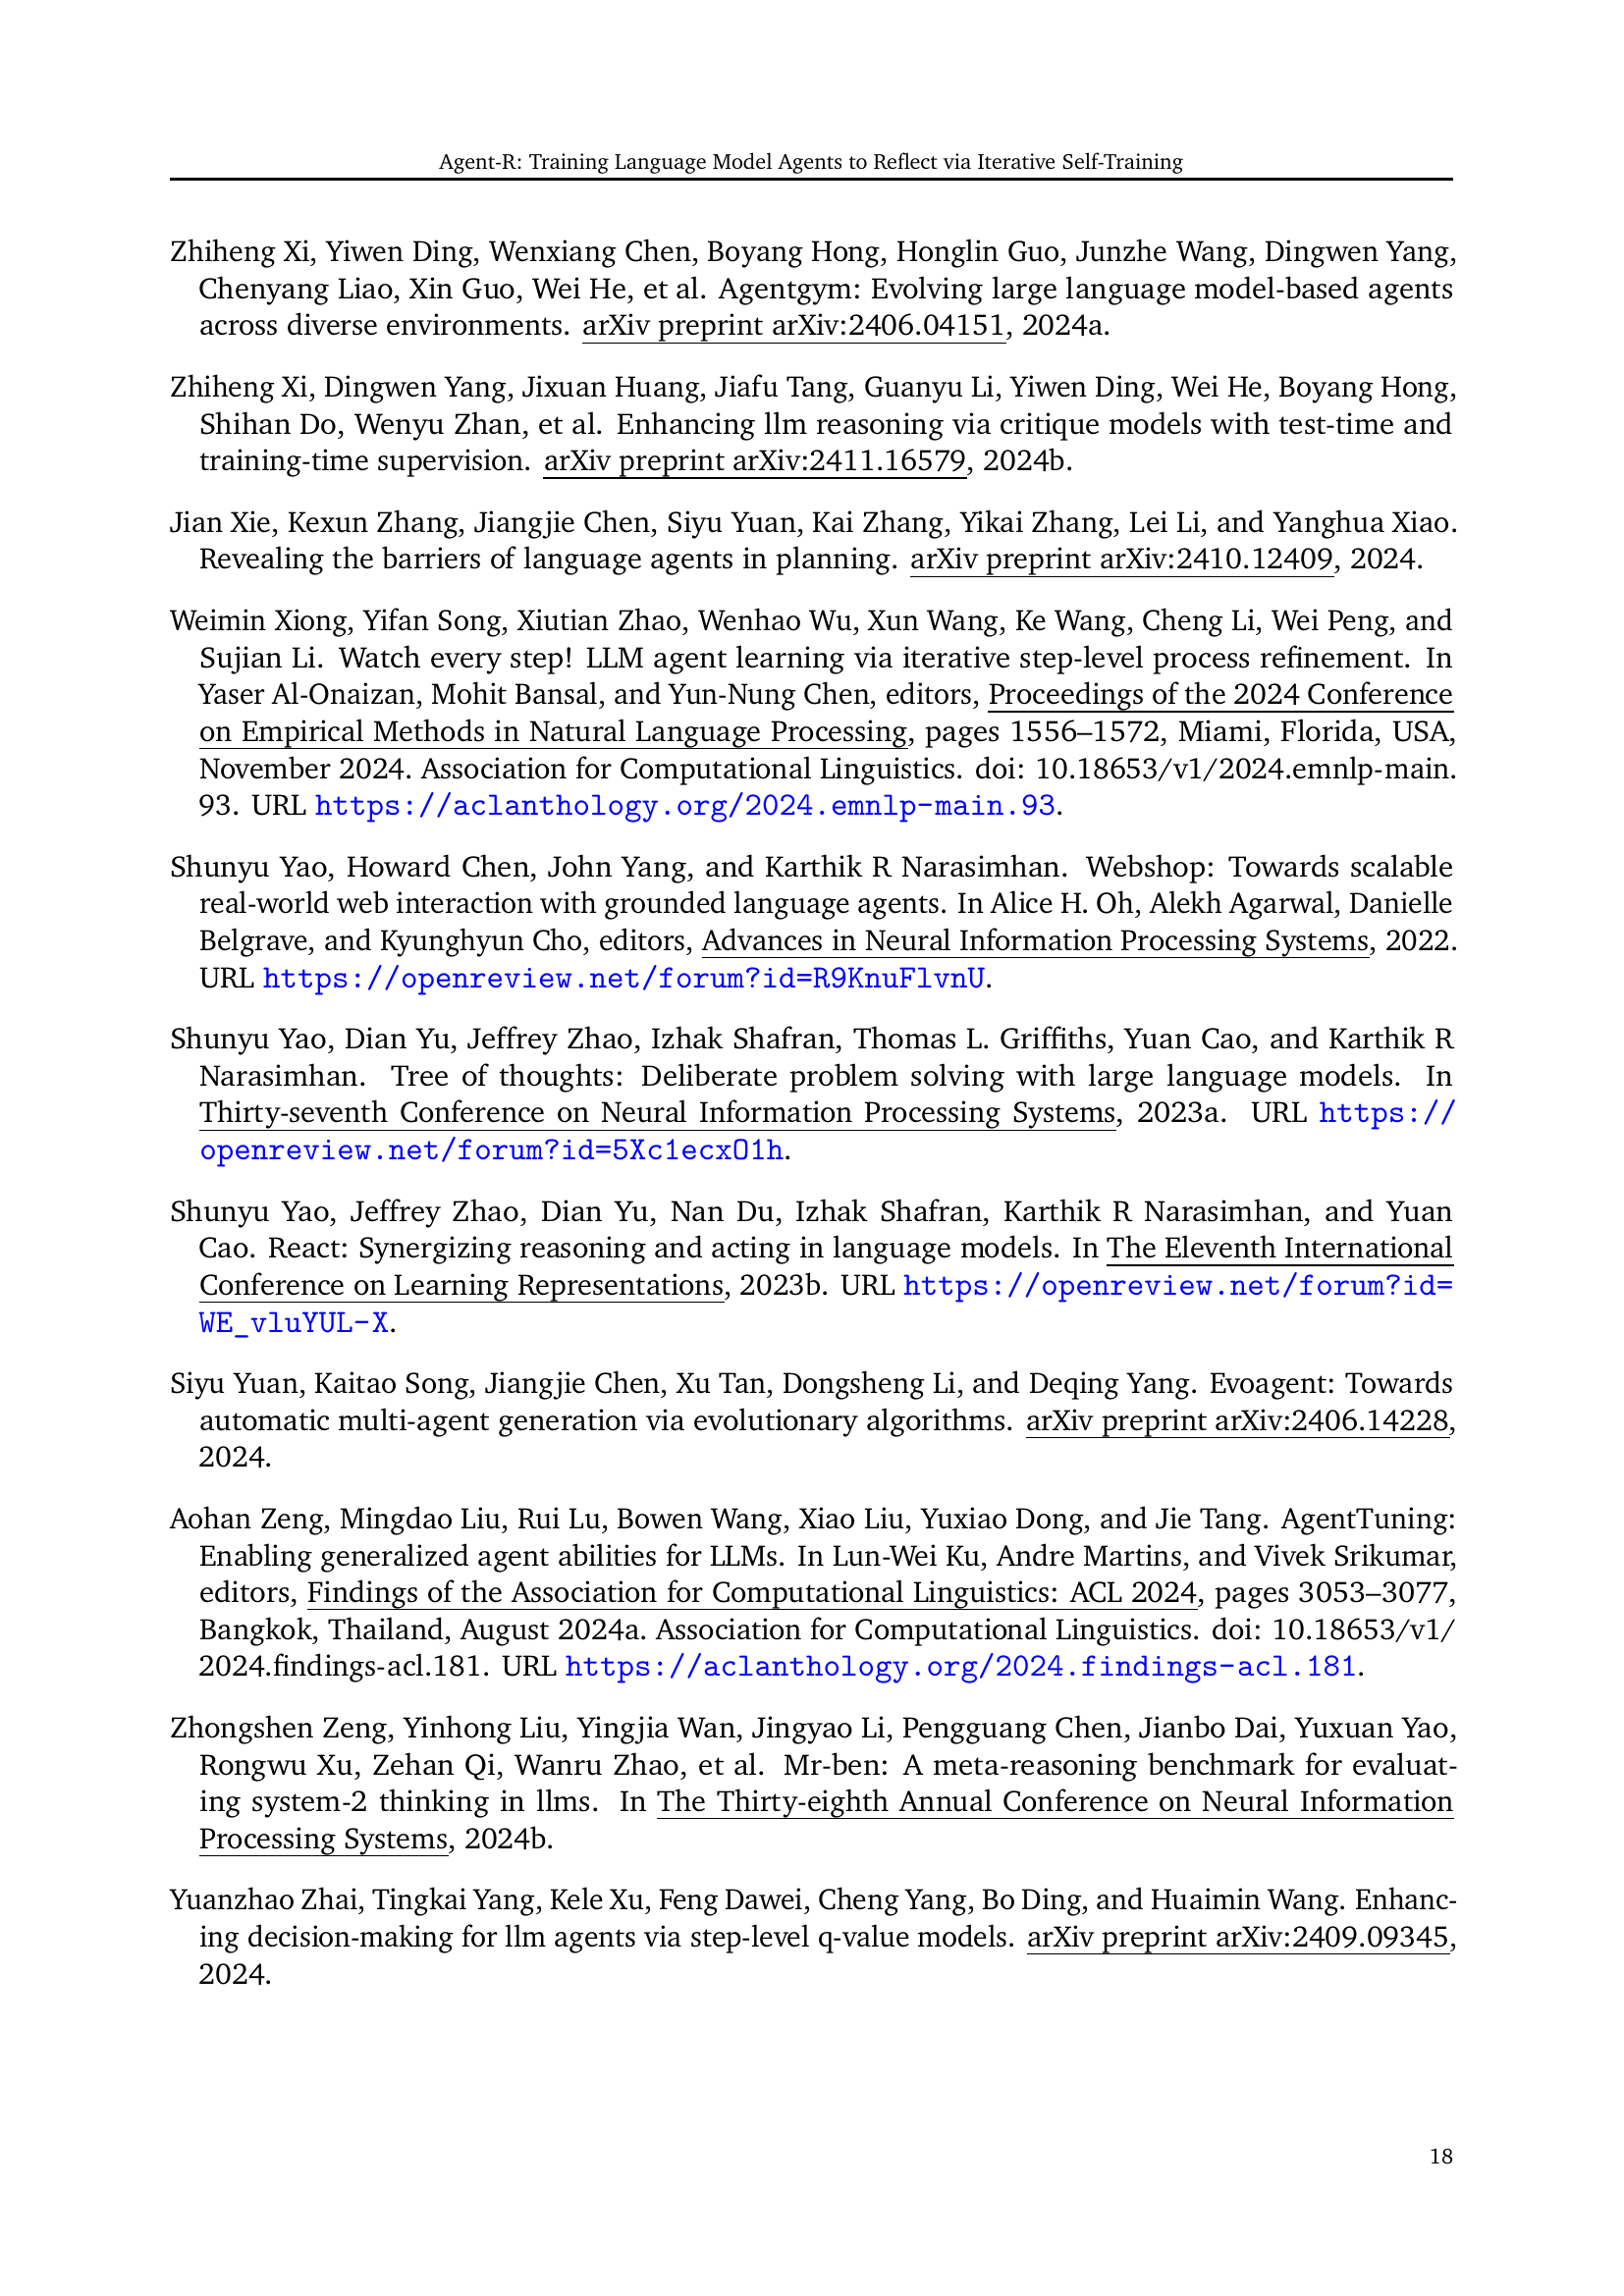 Agent-R: Training Language Model Agents to Reflect via Iterative Self-Training
Zhiheng Xi, Yiwen Ding, Wenxiang Chen, Boyang Hong, Honglin Guo, Junzhe Wang, Dingwen Yang,
Chenyang Liao, Xin Guo, Wei He, et al. Agentgym: Evolving large language model-based agents
across diverse environments. arXiv preprint arXiv:2406.04151, 2024a.
Zhiheng Xi, Dingwen Yang, Jixuan Huang, Jiafu Tang, Guanyu Li, Yiwen Ding, Wei He, Boyang Hong,
Shihan Do, Wenyu Zhan, et al. Enhancing llm reasoning via critique models with test-time and
training-time supervision. arXiv preprint arXiv:2411.16579, 2024b.
Jian Xie, Kexun Zhang, Jiangjie Chen, Siyu Yuan, Kai Zhang, Yikai Zhang, Lei Li, and Yanghua Xiao.
Revealing the barriers of language agents in planning. arXiv preprint arXiv:2410.12409, 2024.
Weimin Xiong, Yifan Song, Xiutian Zhao, Wenhao Wu, Xun Wang, Ke Wang, Cheng Li, Wei Peng, and
Sujian Li. Watch every step! LLM agent learning via iterative step-level process refinement. In
Yaser Al-Onaizan, Mohit Bansal, and Yun-Nung Chen, editors, Proceedings of the 2024 Conference
on Empirical Methods in Natural Language Processing, pages 1556–1572, Miami, Florida, USA,
November 2024. Association for Computational Linguistics. doi: 10.18653/v1/2024.emnlp-main.
93. URL https://aclanthology.org/2024.emnlp-main.93.
Shunyu Yao, Howard Chen, John Yang, and Karthik R Narasimhan. Webshop: Towards scalable
real-world web interaction with grounded language agents. In Alice H. Oh, Alekh Agarwal, Danielle
Belgrave, and Kyunghyun Cho, editors, Advances in Neural Information Processing Systems, 2022.
URL https://openreview.net/forum?id=R9KnuFlvnU.
Shunyu Yao, Dian Yu, Jeffrey Zhao, Izhak Shafran, Thomas L. Griffiths, Yuan Cao, and Karthik R
Narasimhan. Tree of thoughts: Deliberate problem solving with large language models. In
Thirty-seventh Conference on Neural Information Processing Systems, 2023a. URL https://
openreview.net/forum?id=5Xc1ecxO1h.
Shunyu Yao, Jeffrey Zhao, Dian Yu, Nan Du, Izhak Shafran, Karthik R Narasimhan, and Yuan
Cao. React: Synergizing reasoning and acting in language models. In The Eleventh International
Conference on Learning Representations, 2023b. URL https://openreview.net/forum?id=
WE_vluYUL-X.
Siyu Yuan, Kaitao Song, Jiangjie Chen, Xu Tan, Dongsheng Li, and Deqing Yang. Evoagent: Towards
automatic multi-agent generation via evolutionary algorithms. arXiv preprint arXiv:2406.14228,
2024.
Aohan Zeng, Mingdao Liu, Rui Lu, Bowen Wang, Xiao Liu, Yuxiao Dong, and Jie Tang. AgentTuning:
Enabling generalized agent abilities for LLMs. In Lun-Wei Ku, Andre Martins, and Vivek Srikumar,
editors, Findings of the Association for Computational Linguistics: ACL 2024, pages 3053–3077,
Bangkok, Thailand, August 2024a. Association for Computational Linguistics. doi: 10.18653/v1/
2024.findings-acl.181. URL https://aclanthology.org/2024.findings-acl.181.
Zhongshen Zeng, Yinhong Liu, Yingjia Wan, Jingyao Li, Pengguang Chen, Jianbo Dai, Yuxuan Yao,
Rongwu Xu, Zehan Qi, Wanru Zhao, et al. Mr-ben: A meta-reasoning benchmark for evaluat-
ing system-2 thinking in llms. In The Thirty-eighth Annual Conference on Neural Information
Processing Systems, 2024b.
Yuanzhao Zhai, Tingkai Yang, Kele Xu, Feng Dawei, Cheng Yang, Bo Ding, and Huaimin Wang. Enhanc-
ing decision-making for llm agents via step-level q-value models. arXiv preprint arXiv:2409.09345,
2024.
18